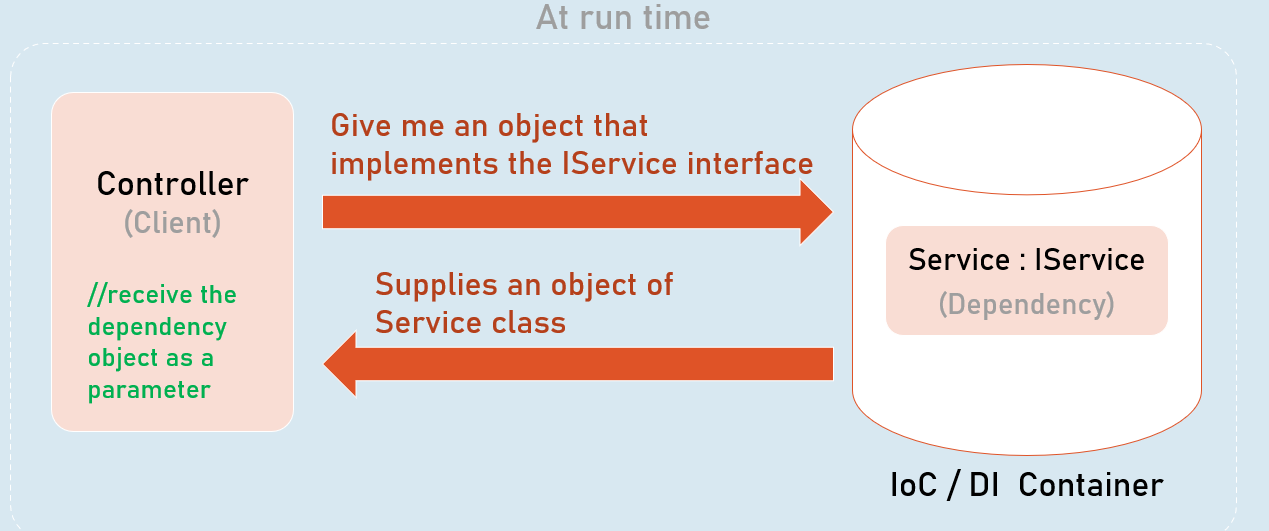 At run time
Controller
(Client)
//receive the
dependency
object as a
parameter
Give me an object that
implements the IService interface
Supplies an object of
Service class
Service : IService
(Dependency)
IoC / DI  Container